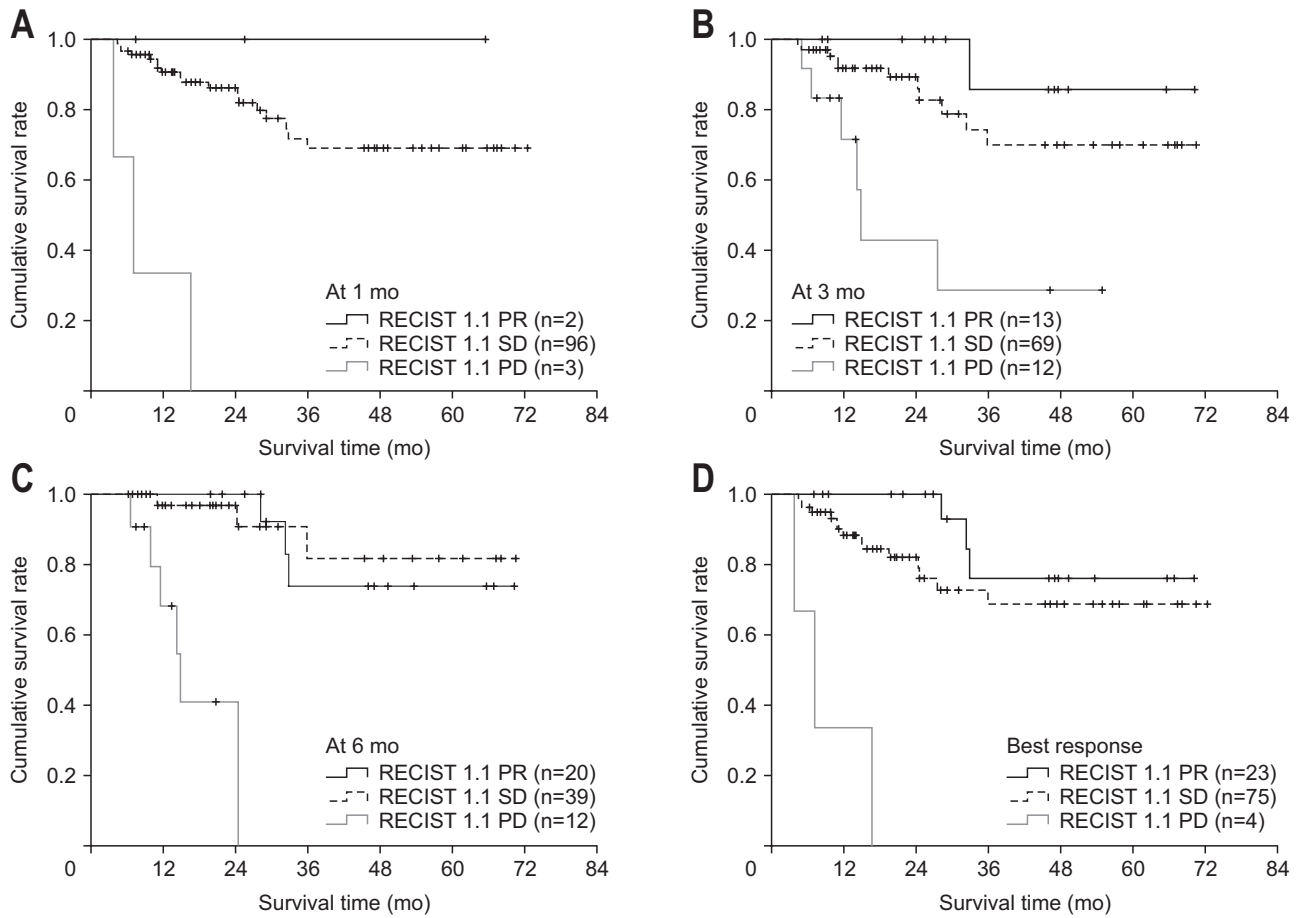 A
Cumulative survival rate
1.0
0.8
0.6
0.4
0.2
0 12 24 36 48 60 72 84
Survival time (mo)
At 1 mo
RECIST 1.1 PR (n=2)
RECIST 1.1 SD (n=96)
RECIST 1.1 PD (n=3)
B
Cumulative survival rate
1.0
0.8
0.6
0.4
0.2
0 12 24 36 48 60 72 84
Survival time (mo)
At 3 mo
RECIST 1.1 PR (n=13)
RECIST 1.1 SD (n=69)
RECIST 1.1 PD (n=12)
C
Cumulative survival rate
1.0
0.8
0.6
0.4
0.2
0 12 24 36 48 60 72 84
Survival time (mo)
At 6 mo
RECIST 1.1 PR (n=20)
RECIST 1.1 SD (n=39)
RECIST 1.1 PD (n=12)
D
Cumulative survival rate
1.0
0.8
0.6
0.4
0.2
0 12 24 36 48 60 72 84
Survival time (mo)
Best response
RECIST 1.1 PR (n=23)
RECIST 1.1 SD (n=75)
RECIST 1.1 PD (n=4)